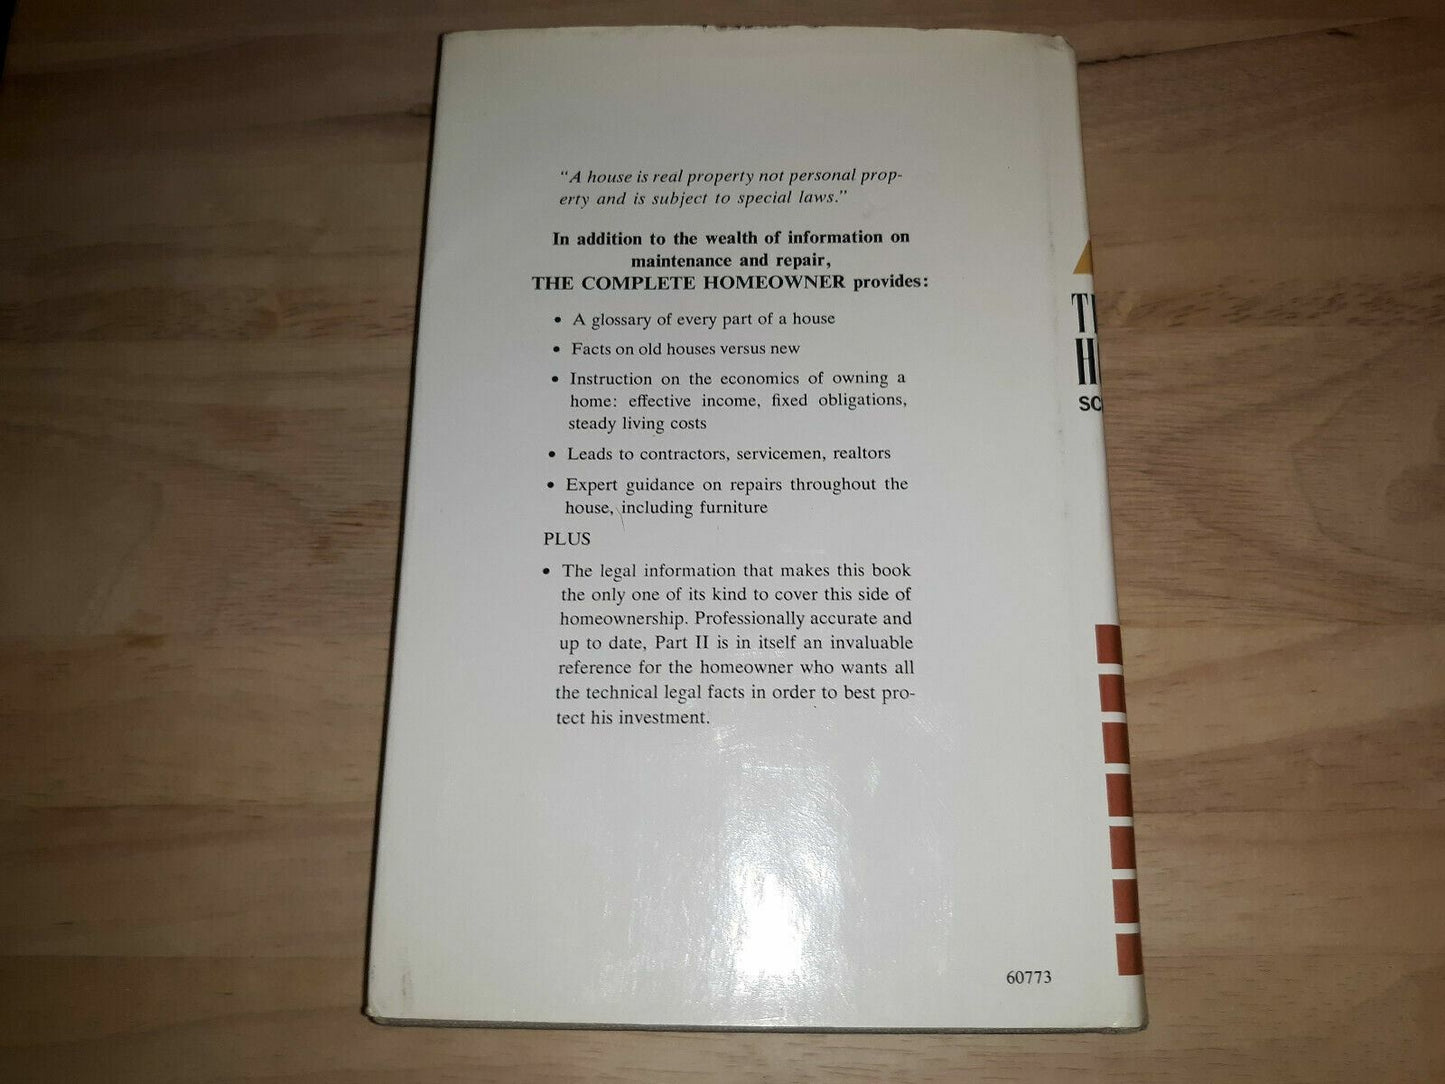 "A house is real property not personal prop-
erty and is subject to special laws."
In addition to the wealth of information on
maintenance and repair,
THE COMPLETE HOMEOWNER provides:
• A glossary of every part of a house
• Facts on old houses versus new
• Instruction on the economics of owning a
home: effective income, fixed obligations,
steady living costs
• Leads to contractors, servicemen, realtors
• Expert guidance on repairs throughout the
house, including furniture
PLUS
• The legal information that makes this book
the only one of its kind to cover this side of
homeownership. Professionally accurate and
up to date, Part II is in itself an invaluable
reference for the homeowner who wants all
the technical legal facts in order to best pro-
tect his investment.
60773